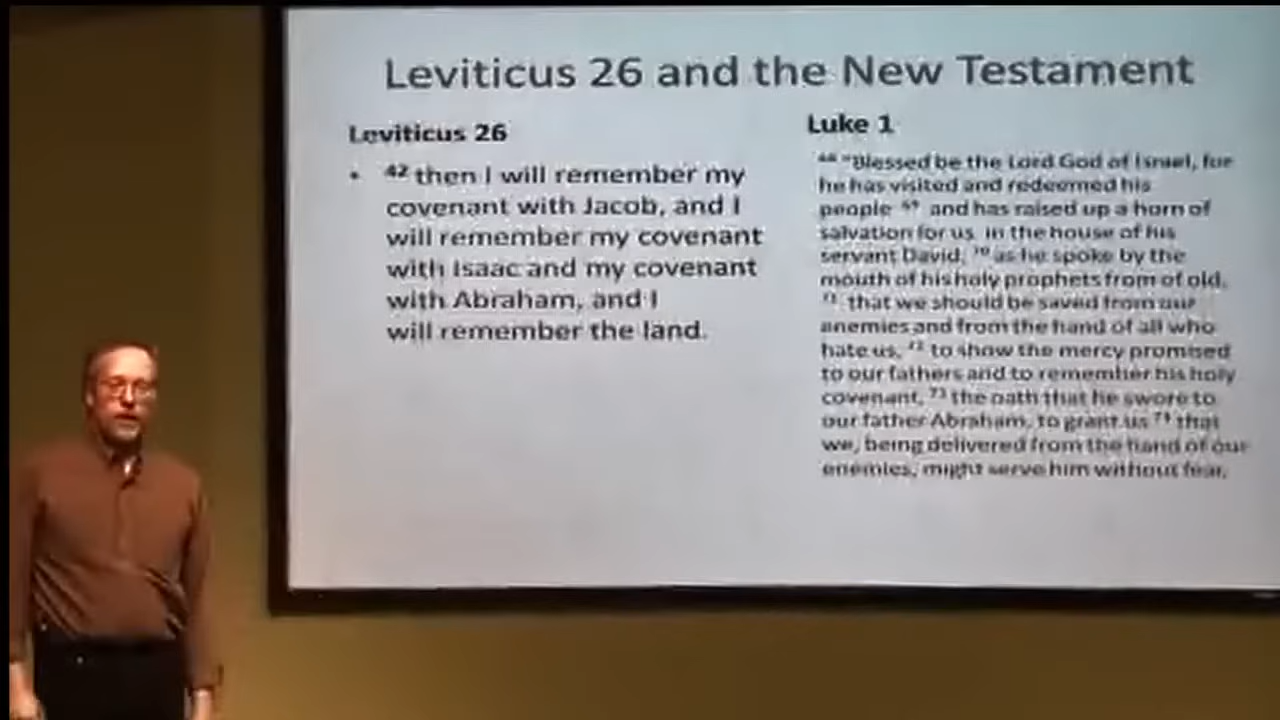 Leviticus 26 and the New Testament
Leviticus 26
• 42 then I will remember my
covenant with Jacob, and I
will remember my covenant
with Isaac and my covenant
with Abraham, and I
will remember the land.
Luke 1
68 "Blessed be the Lord God of Israel, for
he has visited and redeemed his
people 69 and has raised up a horn of
salvation for us in the house of his
servant David, 70 as he spoke by the
mouth of his holy prophets from of old,
71 that we should be saved from our
enemies and from the hand of all who
hate us, 72 to show the mercy promised
to our fathers and to remember his holy
covenant, 73 the oath that he swore to
our father Abraham, to grant us 74 that
we, being delivered from the hand of our
enemies, might serve him without fear,